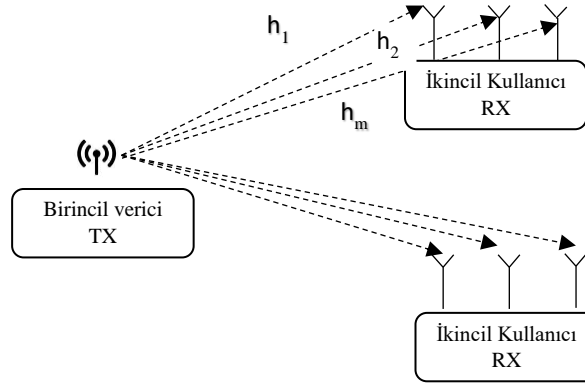 h1
h2
hm
İkincil Kullanıcı
RX
Birincil verici
TX
İkincil Kullanıcı
RX